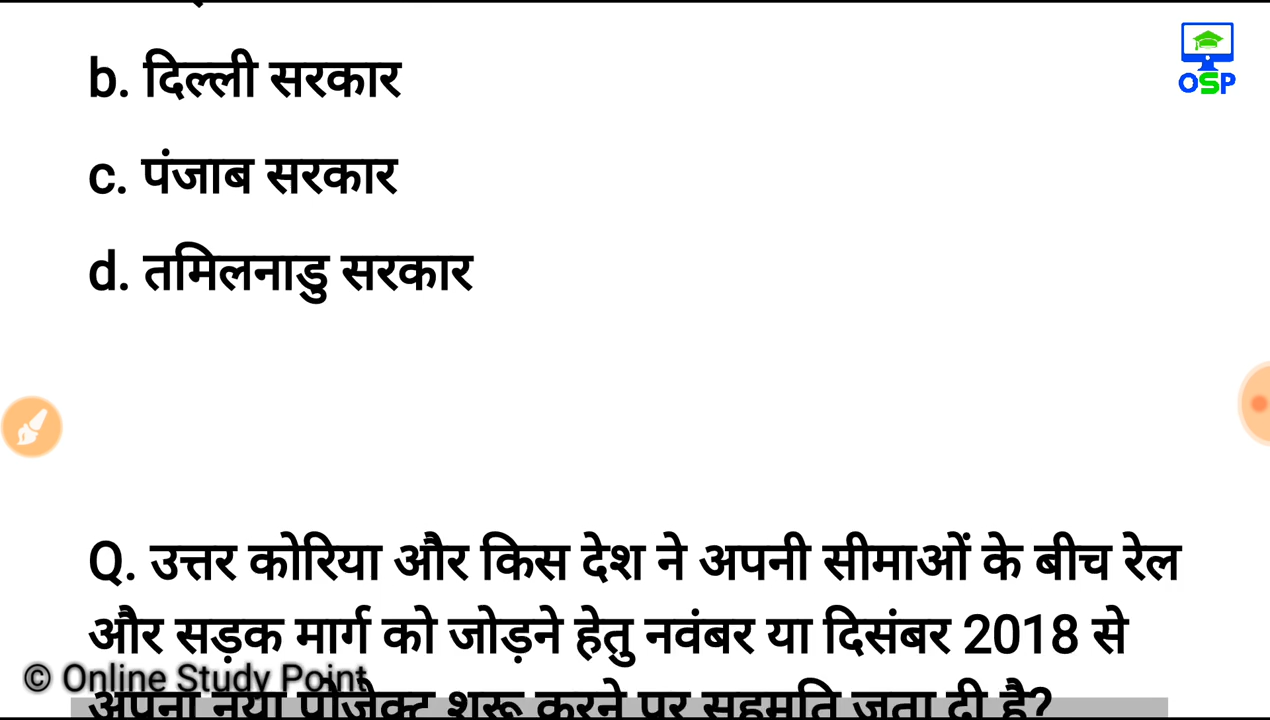 b. दिल्ली सरकार
OSP
c. पंजाब सरकार
d. तमिलनाडु सरकार
Q. उत्तर कोरिया और किस देश ने अपनी सीमाओं के बीच रेल
और सड़क मार्ग को जोड़ने हेतु नवंबर या दिसंबर 2018 से
© Online Study Point
अपना नया प्रोजेक्ट शुरू करने पर सहमति जता दी है?